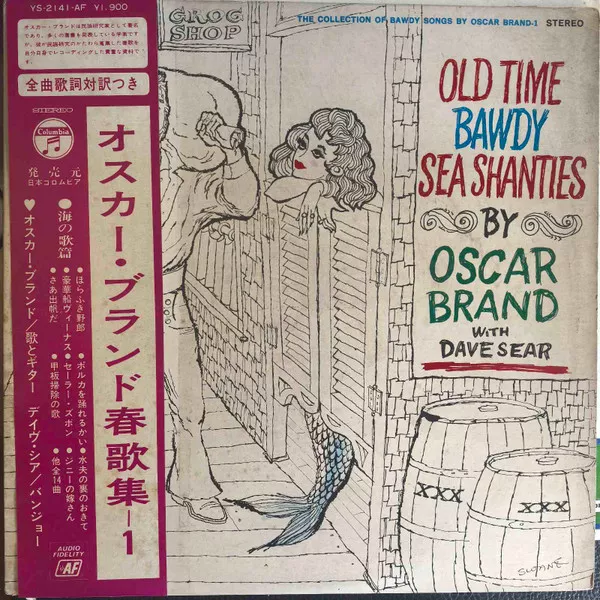 YS-2141-AF ¥1,900
全曲歌詞対訳つき
STEREO
Columbia
発売元
日本コロムビア
オスカー・ブランド春歌集—1
●海の歌篇
●ほらふき野郎
●豪華船ヴィーナス
●さあ出帆だ
●ポルカを踊れるかい
●セーラー・ズボン
●甲板掃除の歌
●水夫の裏のおきて
●ジニーの嫁さん
●他全14曲
♥オスカー・ブランド/歌とギター デイヴ・シア/バンジョー
AUDIO
FIDELITY
AF
THE COLLECTION OF BAWDY SONGS BY OSCAR BRAND-1 STEREO
GROG
SHOP
OLD TIME
BAWDY
SEA SHANTIES
BY
OSCAR
BRAND
WITH
DAVE SEAR
XXX
XXX
SLOANE